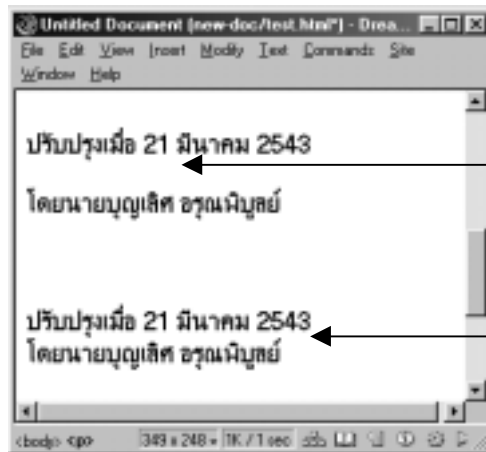 Untitled Document (new-doc/test.html*) - Drea...
File Edit View Insert Modify Text Commands Site
Window Help
ปรับปรุงเมื่อ 21 มีนาคม 2543
โดยนายบุญเลิศ อรุณพิบูลย์
ปรับปรุงเมื่อ 21 มีนาคม 2543
โดยนายบุญเลิศ อรุณพิบูลย์
<body> <p> 349 x 248 1K / 1 sec